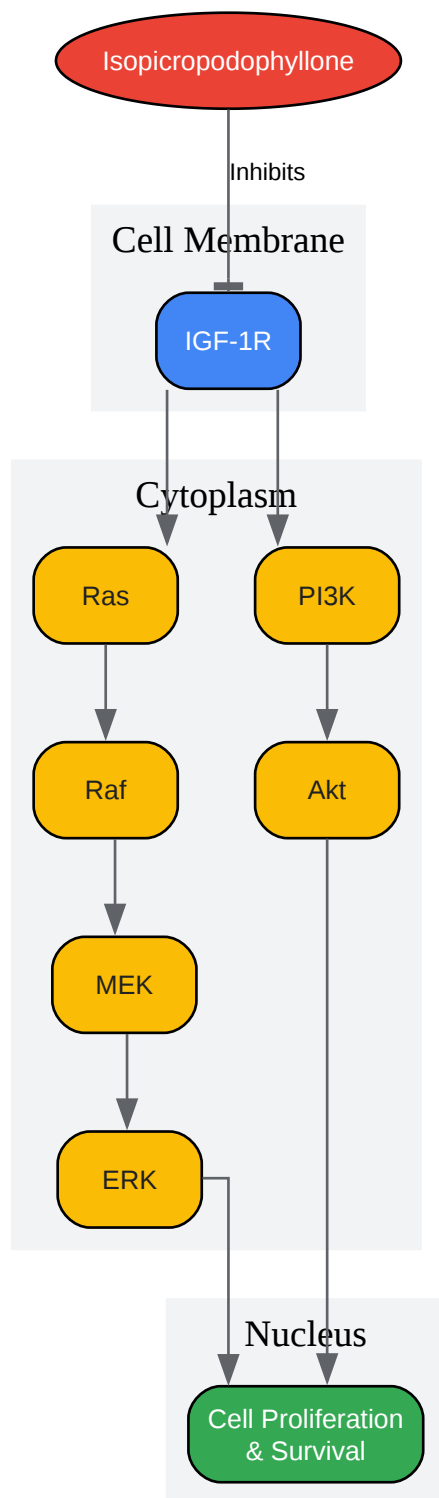 Isopicropodophyllone
Inhibits
Cell Membrane
IGF-1R
Cytoplasm
Ras
PI3K
Raf
Akt
MEK
ERK
Nucleus
Cell Proliferation
& Survival